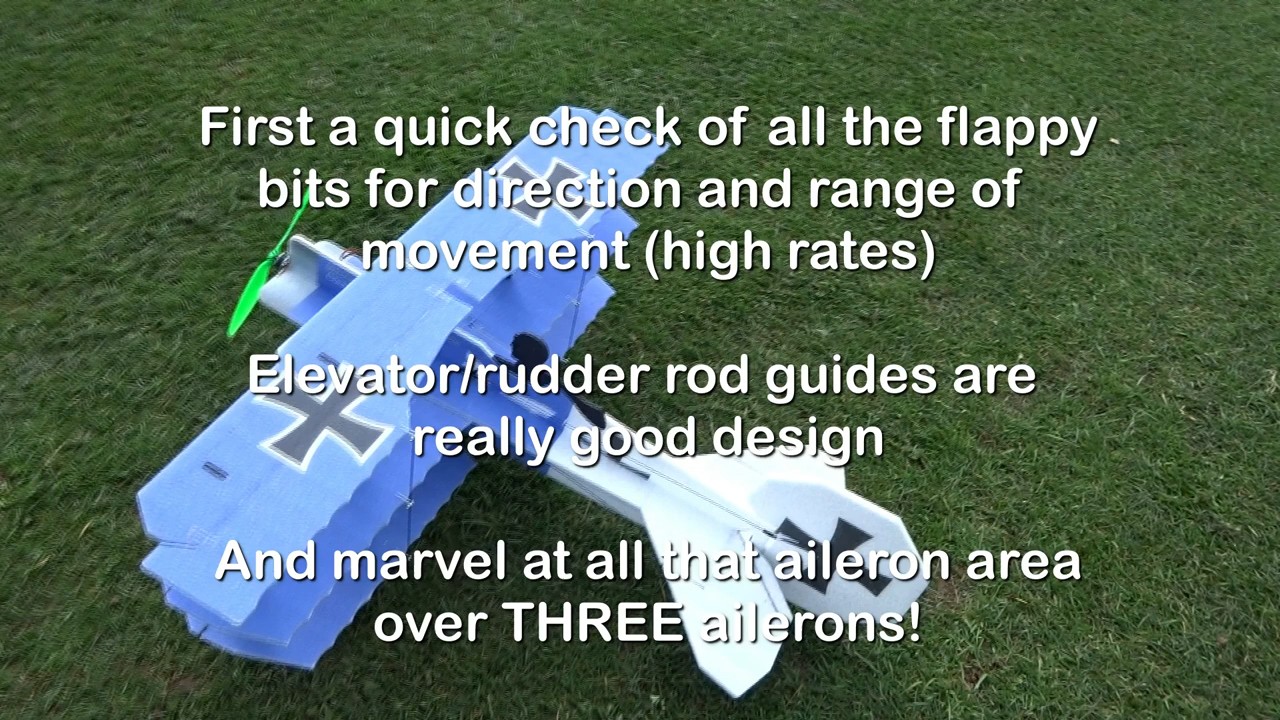 First a quick check of all the flappy
bits for direction and range of
movement (high rates)
Elevator/rudder rod guides are
really good design
And marvel at all that aileron area
over THREE ailerons!